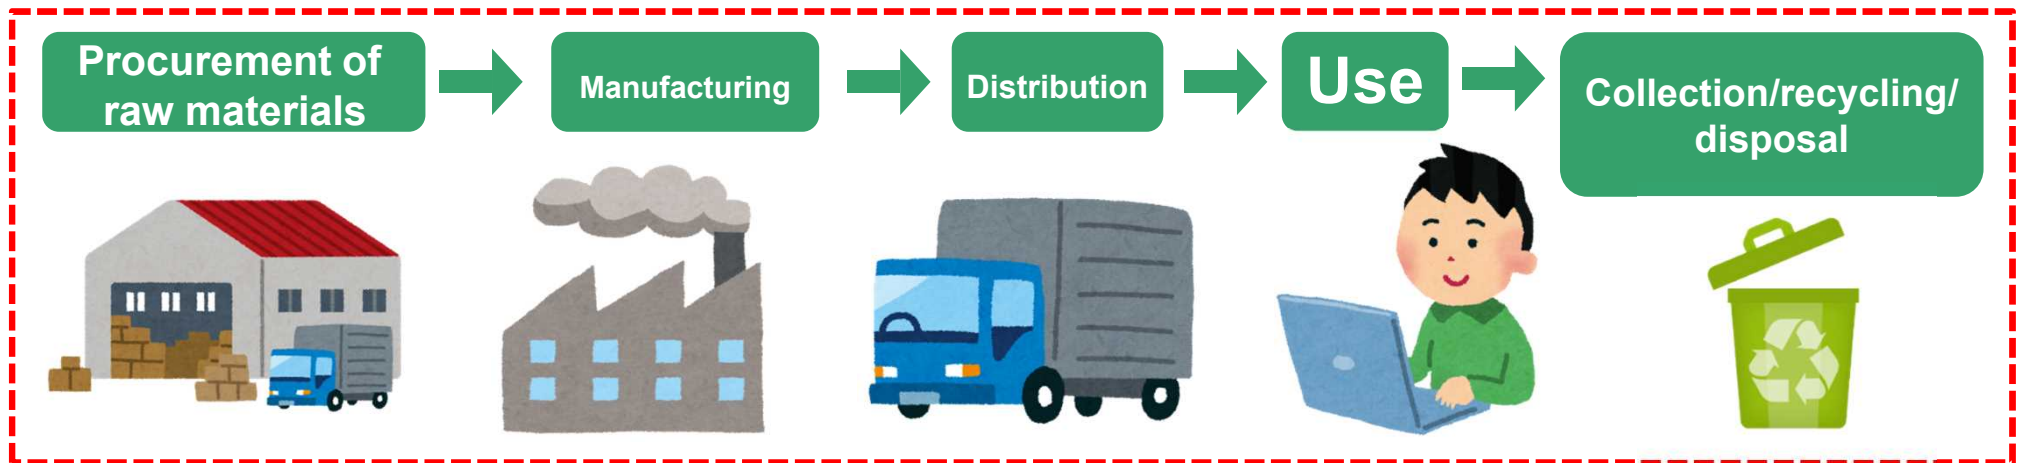 Procurement of
raw materials
Manufacturing
Distribution
Use
Collection/recycling/
disposal